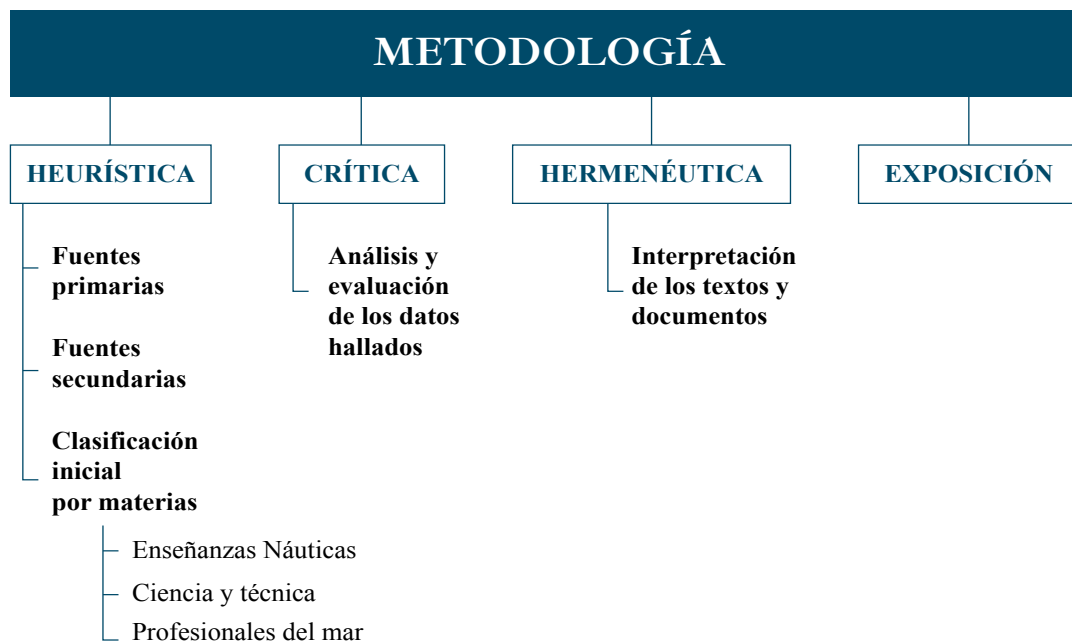 METODOLOGÍA
HEURÍSTICA
CRÍTICA
HERMENÉUTICA
EXPOSICIÓN
Fuentes
primarias
Fuentes
secundarias
Clasificación
inicial
por materias
Enseñanzas Náuticas
Ciencia y técnica
Profesionales del mar
Análisis y
evaluación
de los datos
hallados
Interpretación
de los textos y
documentos